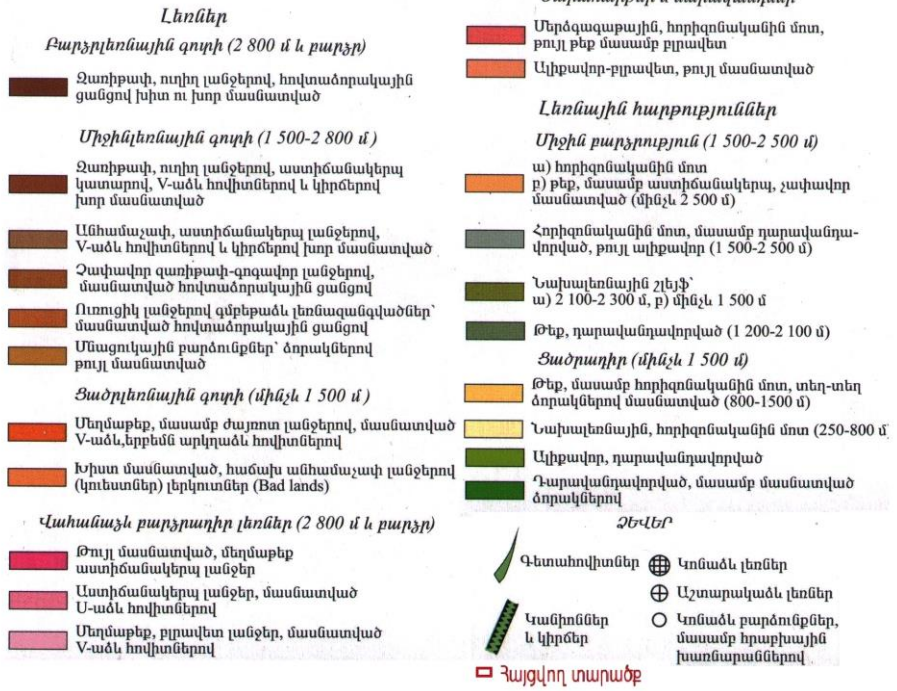 Լեռներ
Բարձրլեռնային գոտի (2 800 մ և բարձր)
Զառիթափ, ուղիղ լանջերով, հովտաձորակային
ցանցով խիտ ու խոր մասնատված
Միջինլեռնային գոտի (1 500-2 800 մ )
Զառիթափ, ուղիղ լանջերով, աստիճանակերպ
կատարով, V-աձև հովիտներով և կիրճերով
խոր մասնատված
Անհամաչափ, աստիճանակերպ լանջերով,
V-աձև հովիտներով և կիրճերով խոր մասնատված
Չափավոր զառիթափ-գոգավոր լանջերով,
մասնատված հովտաձորակային ցանցով
Ուռուցիկ լանջերով գմբեթաձև լեռնազանգվածներ՝
մասնատված հովտաձորակային ցանցով
Մնացուկային բարձունքներ՝ ձորակներով
թույլ մասնատված
Ցածրլեռնային գոտի (մինչև 1 500 մ )
Մեղմաթեք, մասամբ ժայռոտ լանջերով, մասնատված
V-աձև,երբեմն արկղաձև հովիտներով
Խիստ մասնատված, հաճախ անհամաչափ լանջերով
(կուեստներ) լերկուտներ (Bad lands)
Վահանաձև բարձրադիր լեռներ (2 800 մ և բարձր)
Թույլ մասնատված, մեղմաթեք
աստիճանակերպ լանջեր
Աստիճանակերպ լանջեր, մասնատված
U-աձև հովիտներով
Մեղմաթեք, բլրավետ լանջեր, մասնատված
V-աձև հովիտներով
Մերձգագաթային, հորիզոնականին մոտ,
թույլ թեք մասամբ բլրավետ
Ալիքավոր-բլրավետ, թույլ մասնատված
Լեռնային հարթություններ
Միջին բարձրություն (1 500-2 500 մ)
ա) հորիզոնականին մոտ
բ) թեք, մասամբ աստիճանակերպ, չափավոր
մասնատված (մինչև 2 500 մ)
Հորիզոնականին մոտ, մասամբ դարավանդա-
վորված, թույլ ալիքավոր (1 500-2 500 մ)
Նախալեռնային շլեյֆ՝
ա) 2 100-2 300 մ, բ) մինչև 1 500 մ
Թեք, դարավանդավորված (1 200-2 100 մ)
Ցածրադիր (մինչև 1 500 մ)
Թեք, մասամբ հորիզոնականին մոտ, տեղ-տեղ
ձորակներով մասնատված (800-1500 մ)
Նախալեռնային, հորիզոնականին մոտ (250-800 մ
Ալիքավոր, դարավանդավորված
Դարավանդավորված, մասամբ մասնատված
ձորակներով
ՁԵՎԵՐ
Գետահովիտներ
Կանիոններ
և կիրճեր
Կոնաձև լեռներ
Աշտարակաձև լեռներ
Կոնաձև բարձունքներ,
մասամբ հրաբխային
խառնարաններով
Հայցվող տարածք